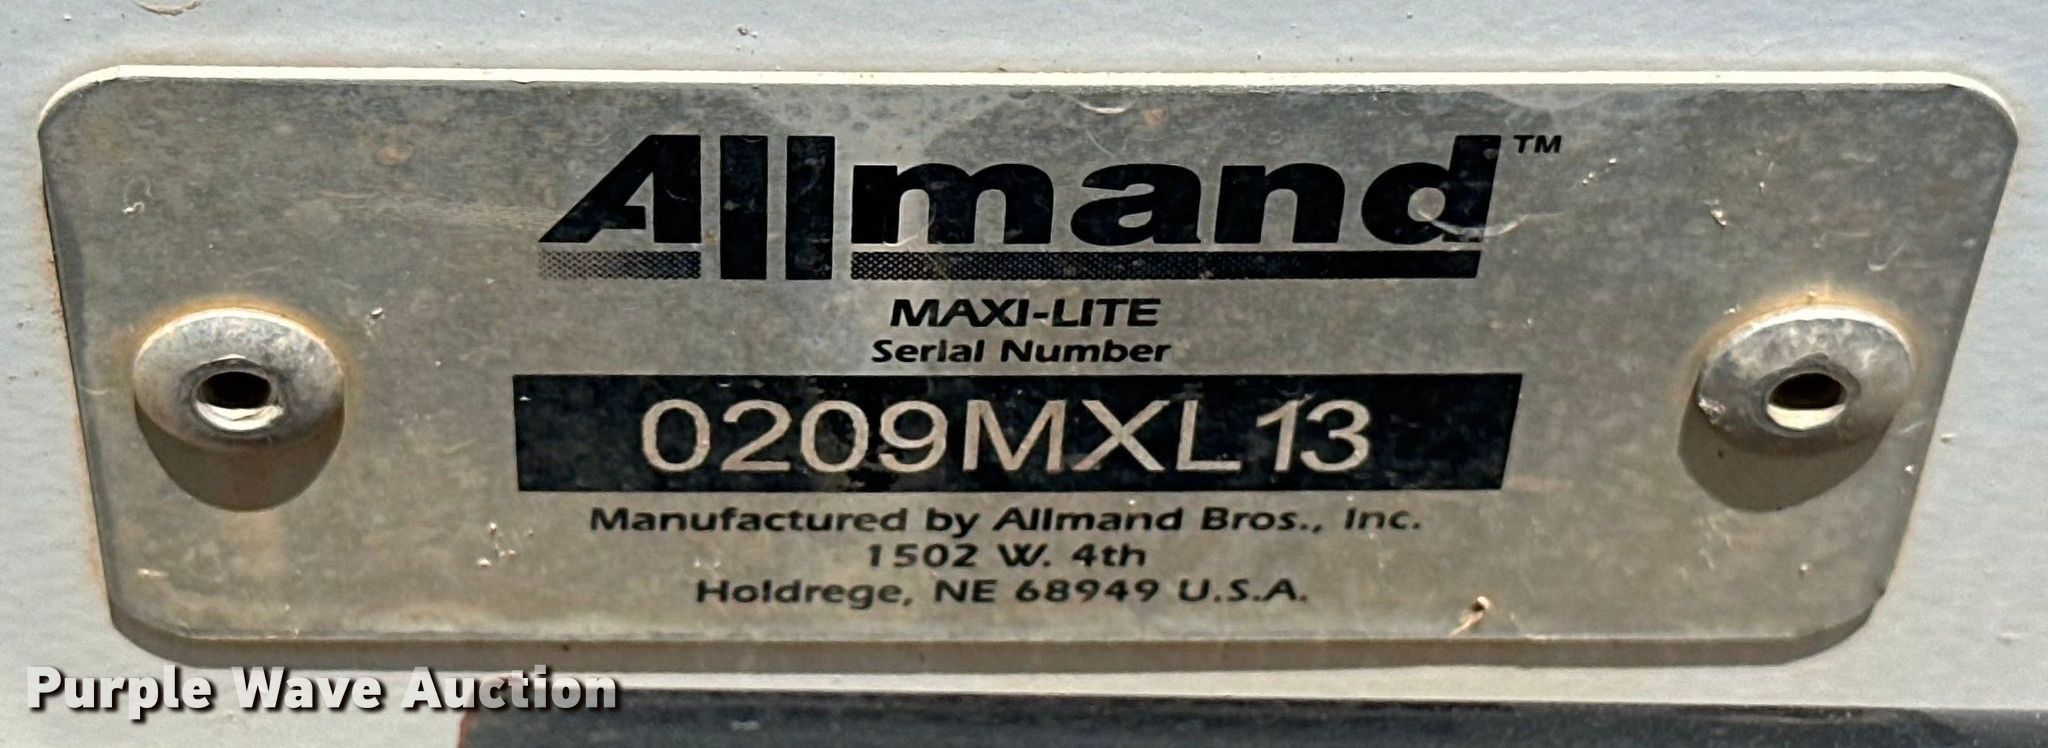 Allmand™
MAXI-LITE
Serial Number
0209MXL13
Manufactured by Allmand Bros., Inc.
1502 W. 4th
Holdrege, NE 68949 U.S.A.
Purple Wave Auction